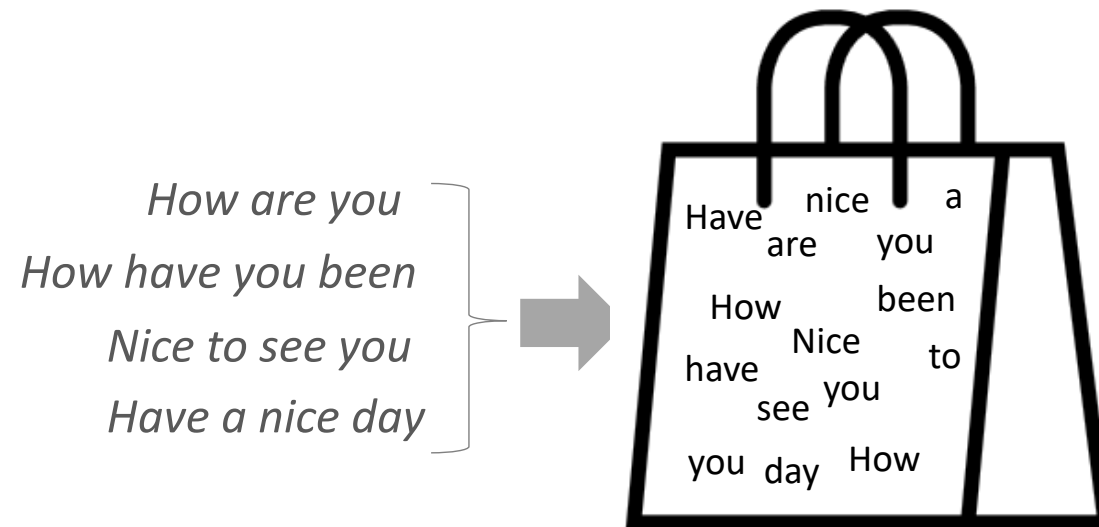 How are you
How have you been
Nice to see you
Have a nice day
Have nice a
are you
How been
Nice to
have you
see
you day How